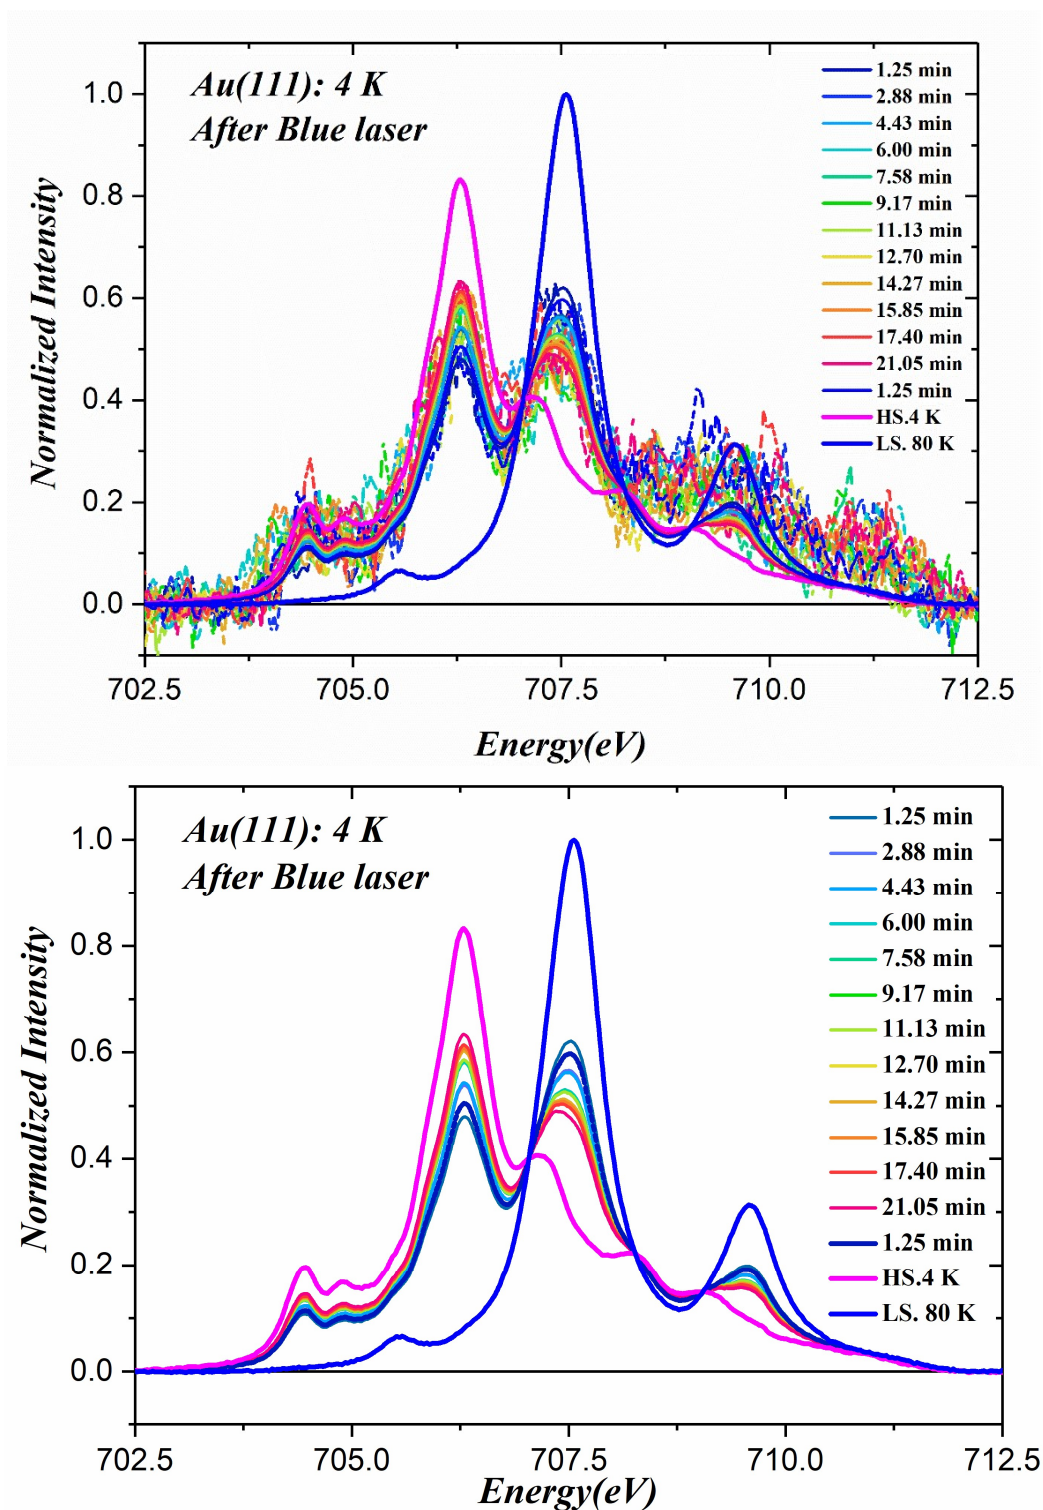 Au(111): 4 K
After Blue laser
1.25 min
2.88 min
4.43 min
6.00 min
7.58 min
9.17 min
11.13 min
12.70 min
14.27 min
15.85 min
17.40 min
21.05 min
1.25 min
HS.4 K
LS. 80 K
Normalized Intensity
1.0
0.8
0.6
0.4
0.2
0.0
702.5 705.0 707.5 710.0 712.5
Energy(eV)
Au(111): 4 K
After Blue laser
1.25 min
2.88 min
4.43 min
6.00 min
7.58 min
9.17 min
11.13 min
12.70 min
14.27 min
15.85 min
17.40 min
21.05 min
1.25 min
HS.4 K
LS. 80 K
Normalized Intensity
1.0
0.8
0.6
0.4
0.2
0.0
702.5 705.0 707.5 710.0 712.5
Energy(eV)